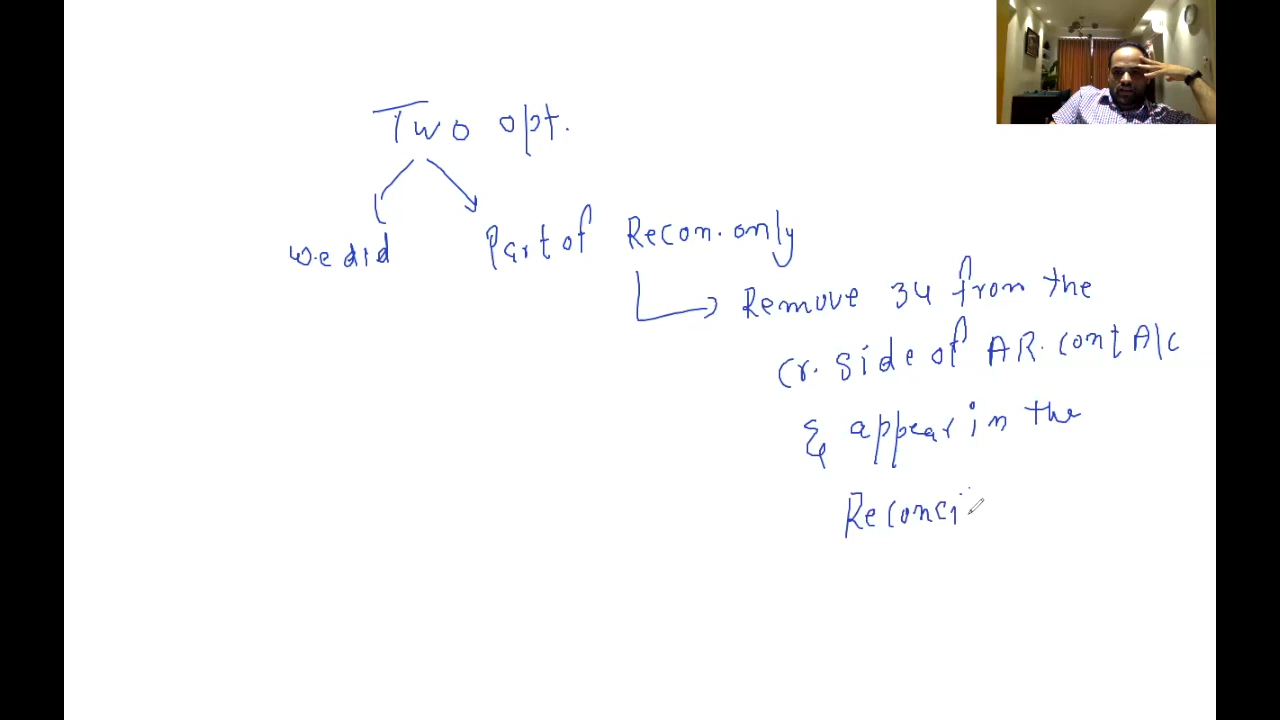 Two opt.
we did Part of Recon. only
Remove 34 from the
Cr. side of AR. cont A/c
& appear in the
Reconci